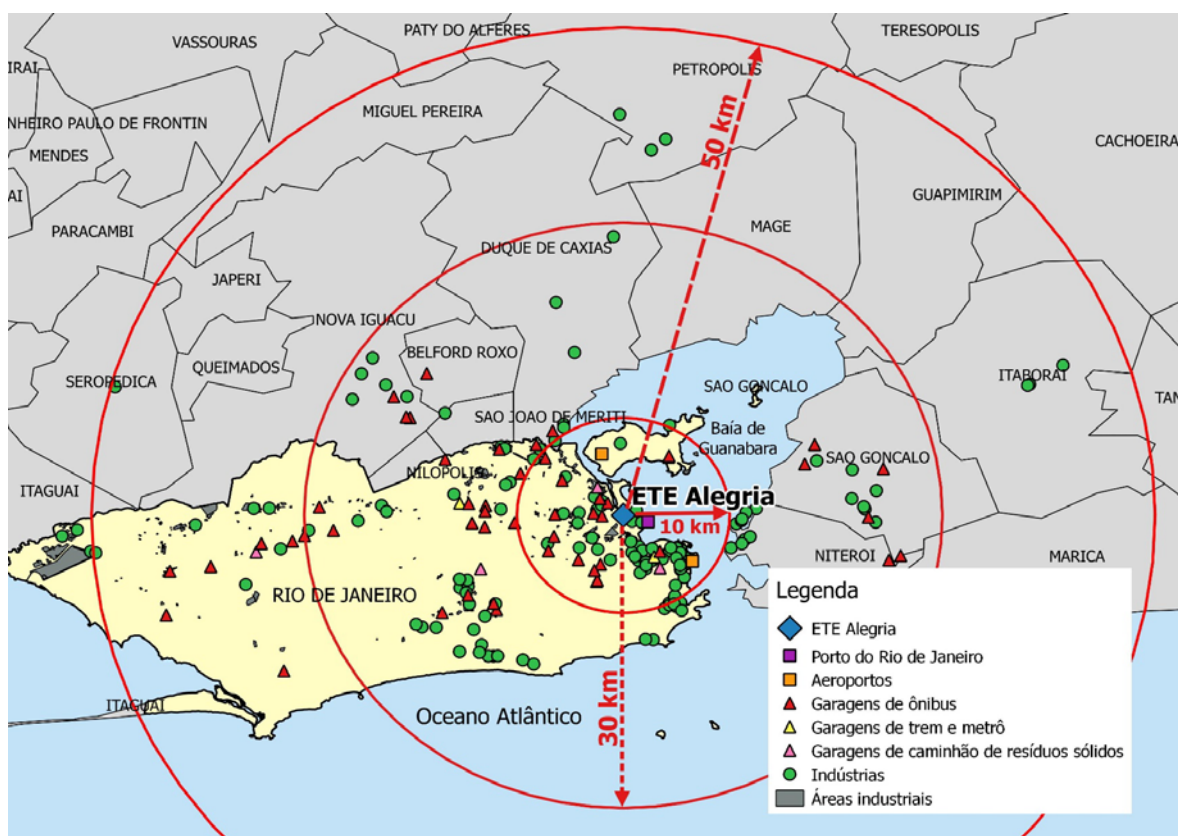 PATY DO ALFERES
TERESOPOLIS
VASSOURAS
IRAI
PETROPOLIS
MIGUEL PEREIRA
50 km
NHEIRO PAULO DE FRONTIN
CACHOEIRA
MENDES
AI
GUAPIMIRIM
PARACAMBI
MAGE
DUQUE DE CAXIAS
JAPERI
NOVA IGUACU
BELFORD ROXO
QUEIMADOS
SEROPEDICA
ITABORAI
SAO GONCALO
TAN
SAO JOAO DE MERITI
Baía de
Guanabara
SAO GONCALO
NILOPOLIS
ITAGUAI
ETE Alegria
10 km
NITEROI
MARICA
RIO DE JANEIRO
ITAGUAI
Oceano Atlântico
30 km
Legenda
ETE Alegria
Porto do Rio de Janeiro
Aeroportos
Garagens de ônibus
Garagens de trem e metrô
Garagens de caminhão de resíduos sólidos
Indústrias
Áreas industriais